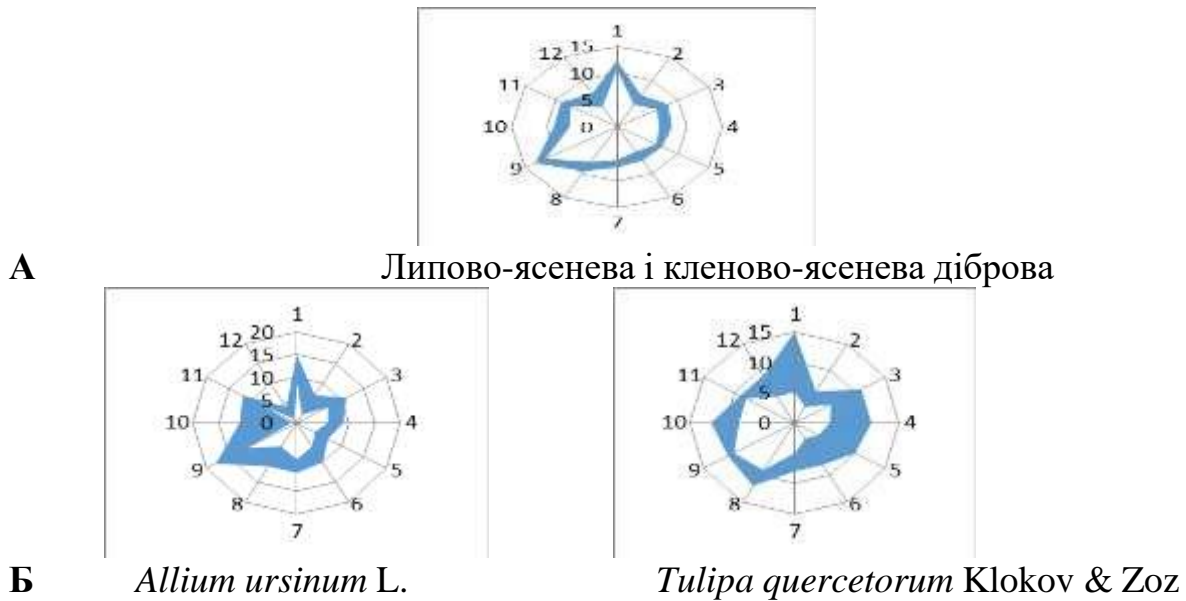 1
12 15 2
10
11 5 3
10 0 4
9 5
8 6
7
А Липово-ясенева і кленово-ясенева діброва
1 1
12 20 2 12 15 2
15 10
11 10 3 11 5 3
5
10 0 4 10 0 4
9 5 9 5
8 6 8 6
7 7
Б Allium ursinum L. Tulipa quercetorum Klokov & Zoz